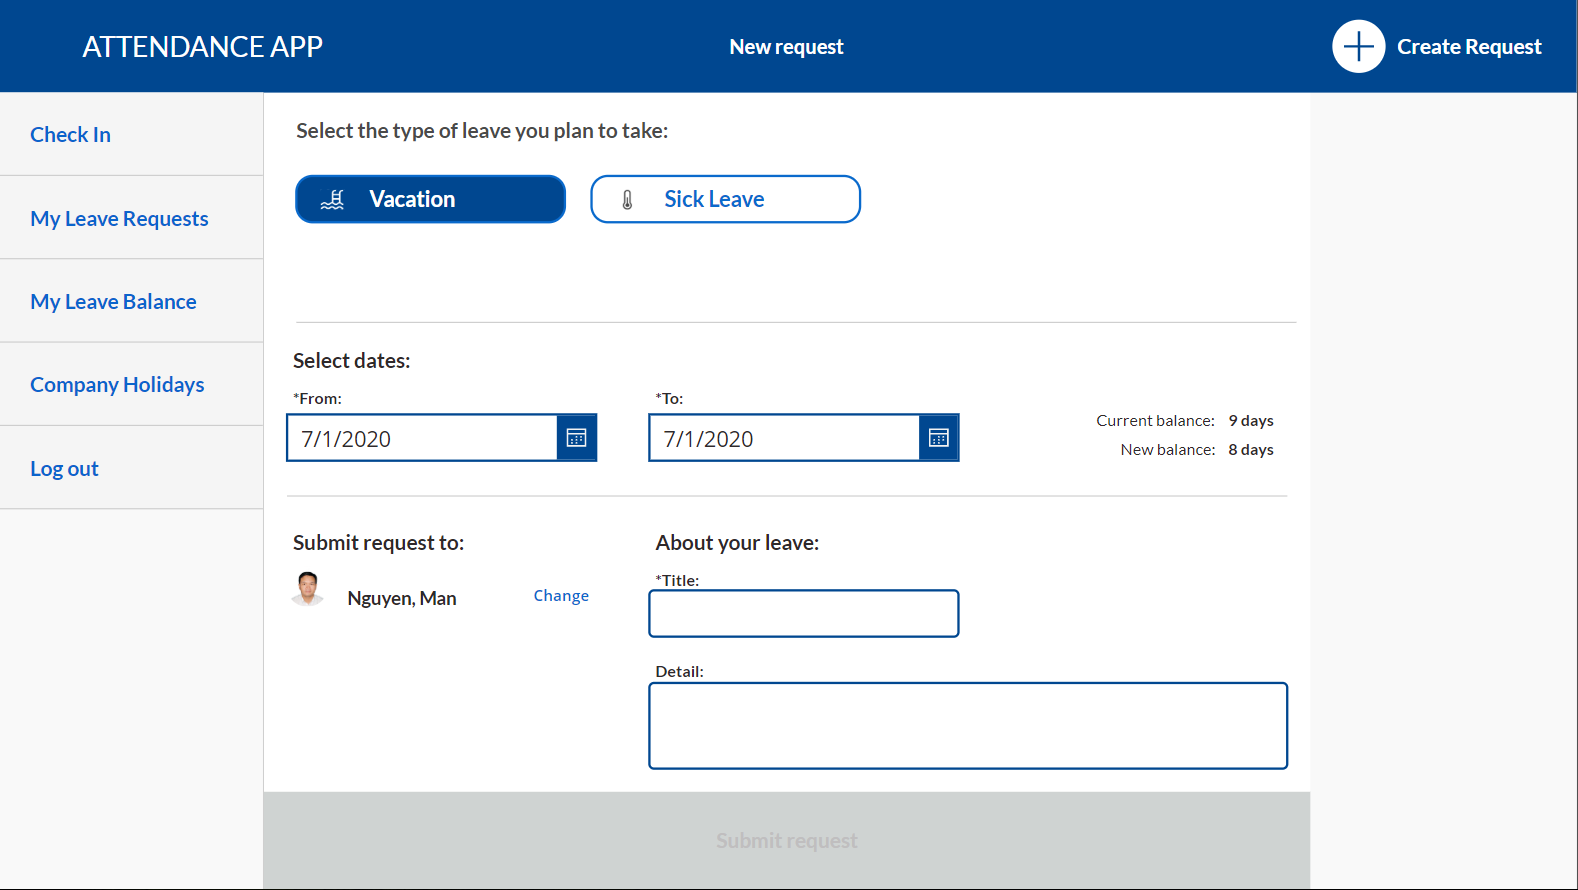 ATTENDANCE APP
New request
Create Request
Check In
My Leave Requests
My Leave Balance
Company Holidays
Log out
Select the type of leave you plan to take:
Vacation
Sick Leave
Select dates:
*From:
7/1/2020
*To:
7/1/2020
Current balance: 9 days
New balance: 8 days
Submit request to:
Nguyen, Man
Change
About your leave:
*Title:
Detail:
Submit request